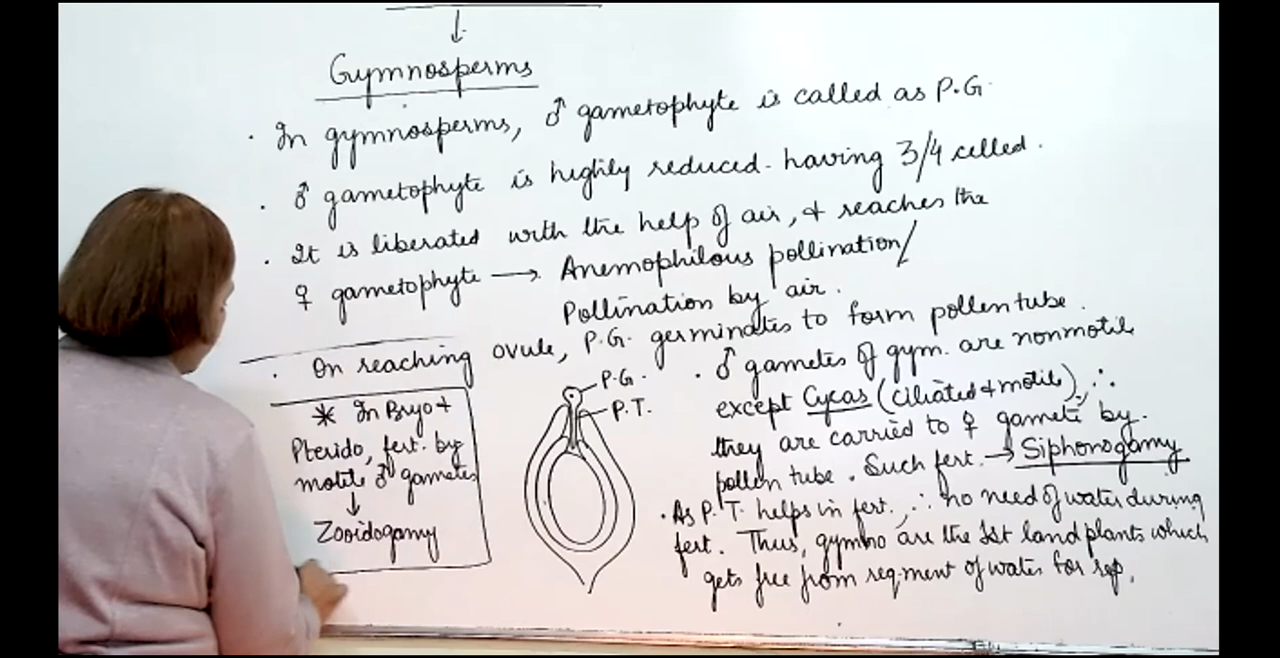 Gymnosperms
· In gymnosperms, ♂ gametophyte is called as P.G.
· ♂ gametophyte is highly reduced - having 3/4 celled.
· It is liberated with the help of air, & reaches the
♀ gametophyte → Anemophilous pollination/
Pollination by air.
· On reaching ovule, P.G. germinates to form pollen tube.
* In Bryo &
Pterido, fert. by
motile ♂ gametes
↓
Zooidogamy
P.G.
P.T.
· ♂ gametes of gym. are nonmotile
except Cycas (ciliated & motile), ∴
they are carried to ♀ gamete by
pollen tube. Such fert. → Siphonogamy
· As P.T. helps in fert., ∴ no need of water during
fert. Thus, gymno are the Ist land plants which
gets free from reqment of water for rep.